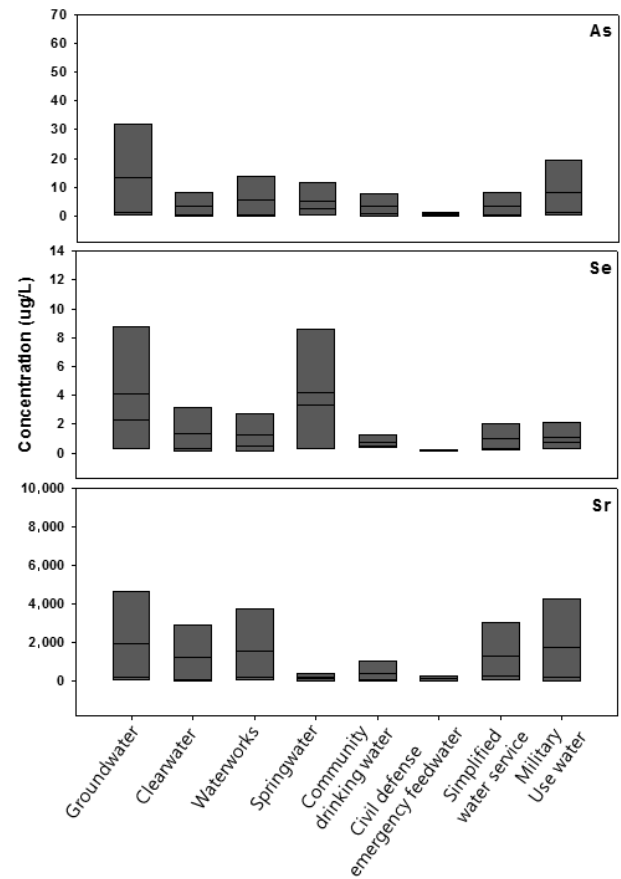 70
60
50
40
30
20
10
0
As
14
12
10
8
6
4
2
0
Se
Concentration (ug/L)
10,000
8,000
6,000
4,000
2,000
0
Sr
Groundwater
Clearwater
Waterworks
Springwater
Community
drinking water
Civil defense
emergency feedwater
Simplified
water service
Military
Use water